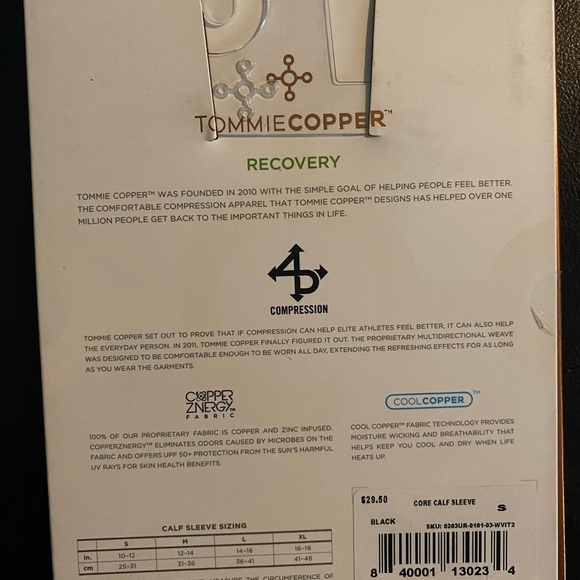 TOMMIECOPPER™
RECOVERY
TOMMIE COPPER™ WAS FOUNDED IN 2010 WITH THE SIMPLE GOAL OF HELPING PEOPLE FEEL BETTER.
THE COMFORTABLE COMPRESSION APPAREL THAT TOMMIE COPPER™ DESIGNS HAS HELPED OVER ONE
MILLION PEOPLE GET BACK TO THE IMPORTANT THINGS IN LIFE.
4D
COMPRESSION
TOMMIE COPPER SET OUT TO PROVE THAT IF COMPRESSION CAN HELP ELITE ATHLETES FEEL BETTER, IT CAN ALSO HELP
THE EVERYDAY PERSON. IN 2011, TOMMIE COPPER FINALLY FIGURED IT OUT. THE PROPRIETARY MULTIDIRECTIONAL WEAVE
WAS DESIGNED TO BE COMFORTABLE ENOUGH TO BE WORN ALL DAY, EXTENDING THE REFRESHING EFFECTS FOR AS LONG
AS YOU WEAR THE GARMENTS.
COPPER
ZNERGY™
FABRIC
100% OF OUR PROPRIETARY FABRIC IS COPPER AND ZINC INFUSED.
COPPERZNERGY™ ELIMINATES ODORS CAUSED BY MICROBES ON THE
FABRIC AND OFFERS UPF 50+ PROTECTION FROM THE SUN'S HARMFUL
UV RAYS FOR SKIN HEALTH BENEFITS.
COOLCOPPER™
COOL COPPER™ FABRIC TECHNOLOGY PROVIDES
MOISTURE WICKING AND BREATHABILITY THAT
HELPS KEEP YOU COOL AND DRY WHEN LIFE
HEATS UP.
CALF SLEEVE SIZING
S M L XL
in. 10-12 12-14 14-16 16-18
cm 25-31 31-36 36-41 41-46
MEASURE THE CIRCUMFERENCE OF
$29.50 CORE CALF SLEEVE S
BLACK SKU: 0203UR-0101-03-WVIT2
8 40001 13023 4